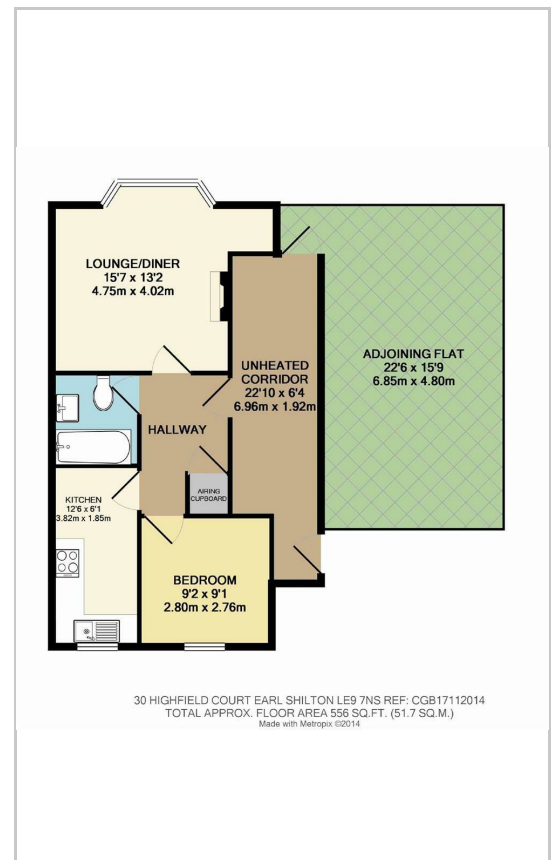 LOUNGE/DINER
15'7 x 13'2
4.75m x 4.02m
UNHEATED
CORRIDOR
22'10 x 6'4
6.96m x 1.92m
ADJOINING FLAT
22'6 x 15'9
6.85m x 4.80m
HALLWAY
AIRING
CUPBOARD
KITCHEN
12'6 x 6'1
3.82m x 1.85m
BEDROOM
9'2 x 9'1
2.80m x 2.76m
30 HIGHFIELD COURT EARL SHILTON LE9 7NS REF: CGB17112014
TOTAL APPROX. FLOOR AREA 556 SQ.FT. (51.7 SQ.M.)
Made with Metropix ©2014